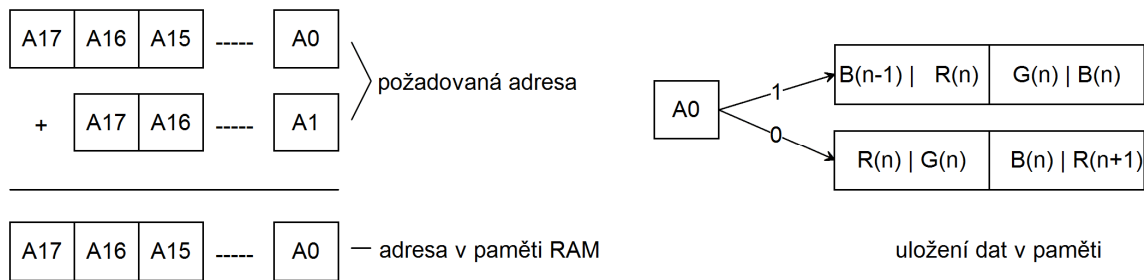 A17 A16 A15 ----- A0
+ A17 A16 ----- A1
požadovaná adresa
A17 A16 A15 ----- A0
adresa v paměti RAM
A0
1
0
B(n-1) | R(n) G(n) | B(n)
R(n) | G(n) B(n) | R(n+1)
uložení dat v paměti